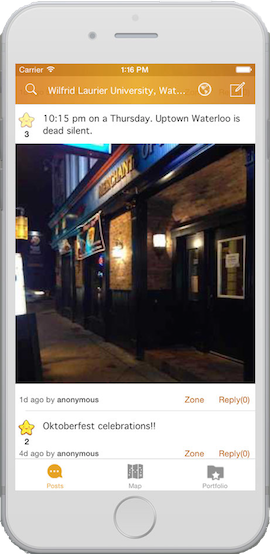 Carrier 1:16 PM
Wilfrid Laurier University, Wat...
10:15 pm on a Thursday. Uptown Waterloo is
dead silent.
3
MERCHANT
1d ago by anonymous Zone Reply(0)
Oktoberfest celebrations!!
2
4d ago by anonymous Zone Reply(0)
Posts Map Portfolio